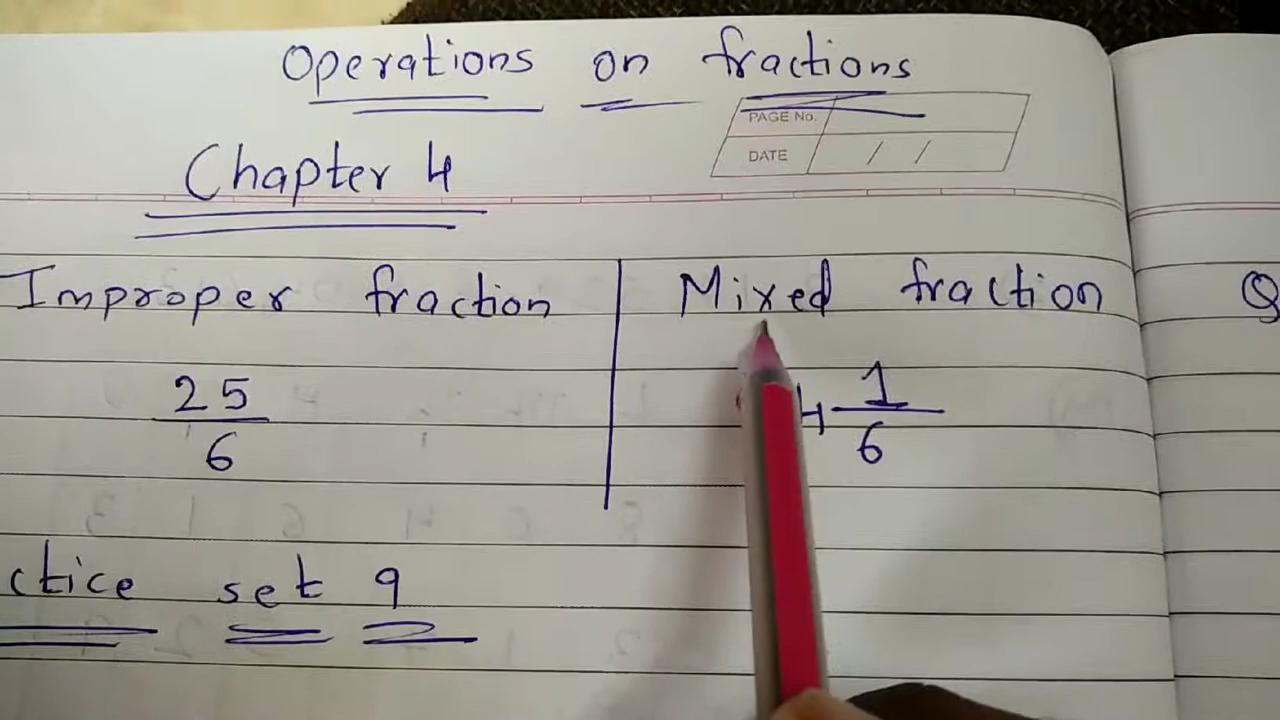 Operations on fractions
PAGE No.
DATE / /
Chapter 4
Improper fraction Mixed fraction Q
25/6 4 1/6
ctice set 9